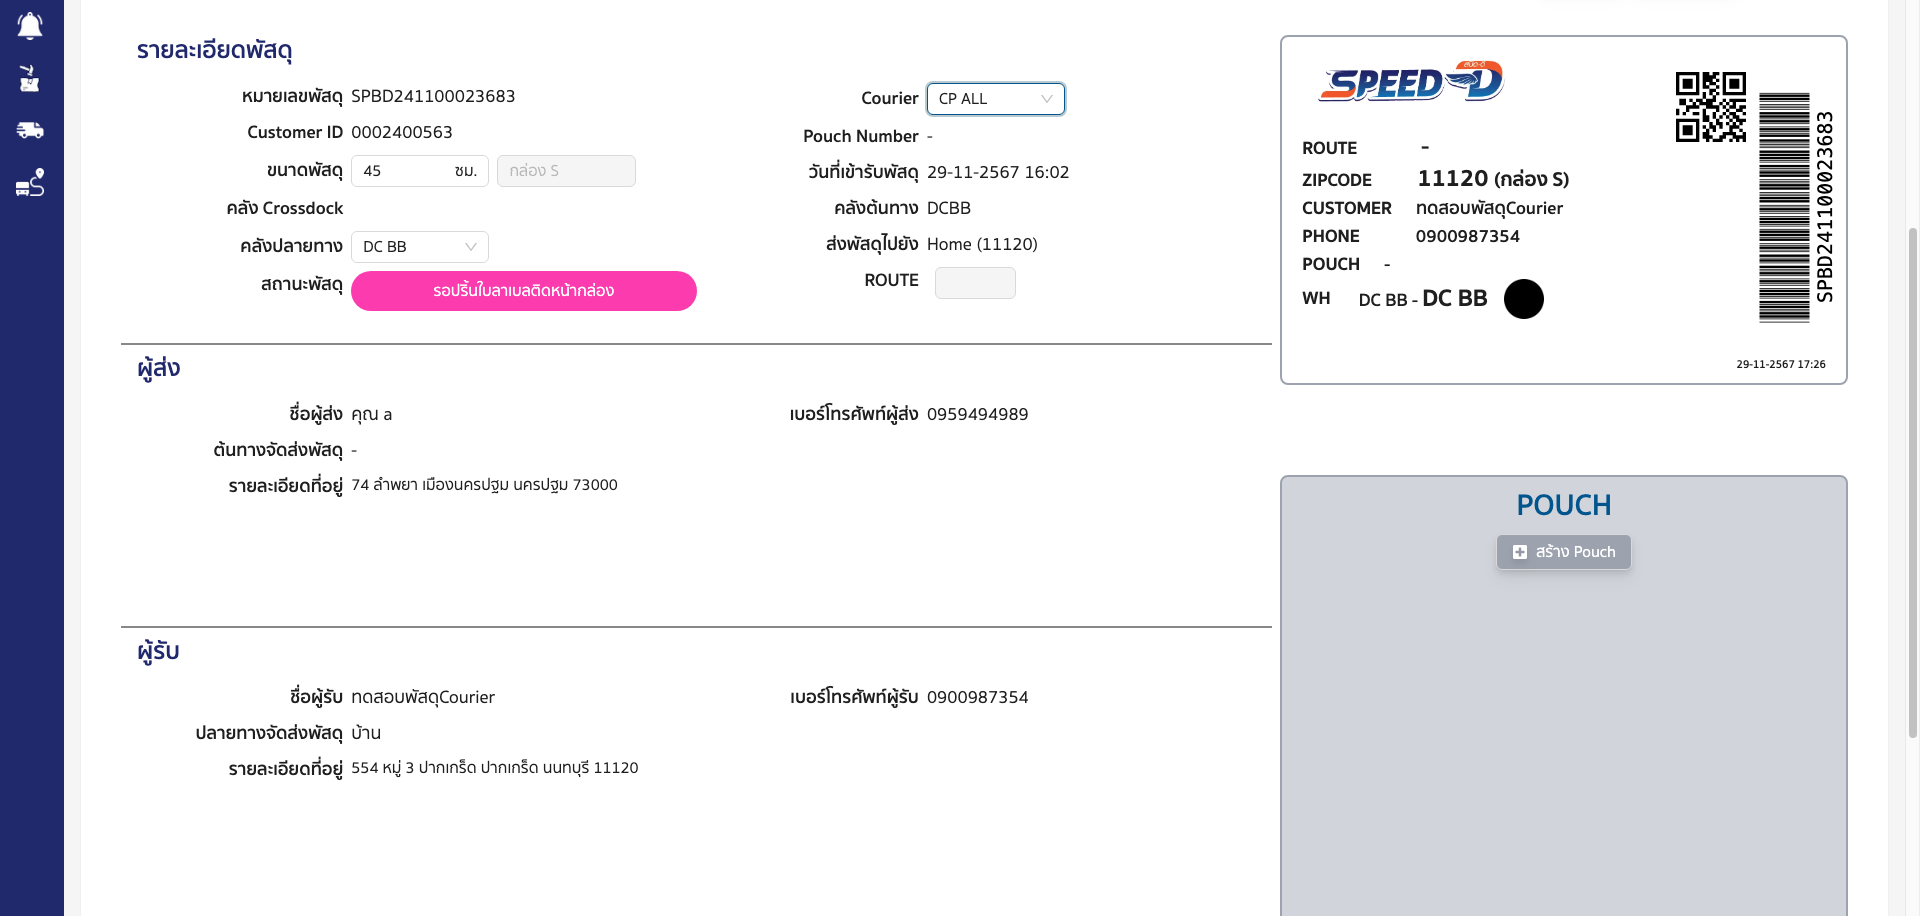 รายละเอียดพัสดุ
หมายเลขพัสดุ SPBD241100023683
Customer ID 0002400563
ขนาดพัสดุ 45 ซม. กล่อง S
คลัง Crossdock
คลังปลายทาง DC BB
สถานะพัสดุ รอปริ้นใบลาเบลติดหน้ากล่อง
Courier CP ALL
Pouch Number -
วันที่เข้ารับพัสดุ 29-11-2567 16:02
คลังต้นทาง DCBB
ส่งพัสดุไปยัง Home (11120)
ROUTE
ผู้ส่ง
ชื่อผู้ส่ง คุณ a
เบอร์โทรศัพท์ผู้ส่ง 0959494989
ต้นทางจัดส่งพัสดุ -
รายละเอียดที่อยู่ 74 ลำพยา เมืองนครปฐม นครปฐม 73000
ผู้รับ
ชื่อผู้รับ ทดสอบพัสดุCourier
เบอร์โทรศัพท์ผู้รับ 0900987354
ปลายทางจัดส่งพัสดุ บ้าน
รายละเอียดที่อยู่ 554 หมู่ 3 ปากเกร็ด ปากเกร็ด นนทบุรี 11120
SPEED-D
ROUTE -
ZIPCODE 11120 (กล่อง S)
CUSTOMER ทดสอบพัสดุCourier
PHONE 0900987354
POUCH -
WH DC BB - DC BB
SPBD241100023683
29-11-2567 17:26
POUCH
สร้าง Pouch